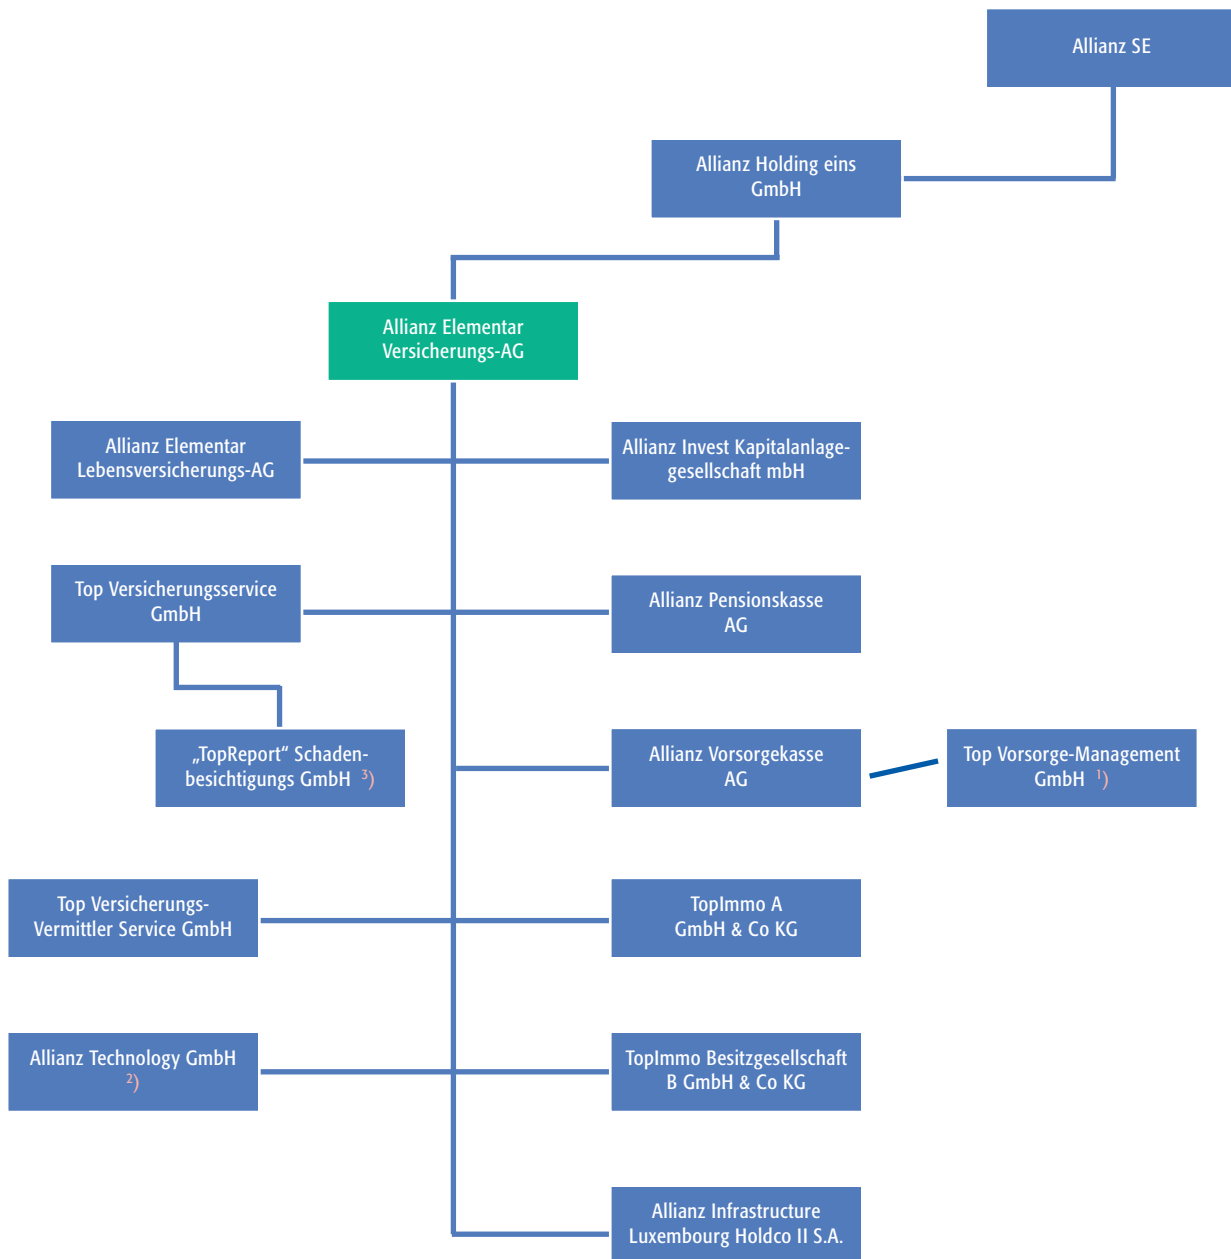 Allianz SE
Allianz Holding eins
GmbH
Allianz Elementar
Versicherungs-AG
Allianz Elementar
Lebensversicherungs-AG
Allianz Invest Kapitalanlage-
gesellschaft mbH
Top Versicherungsservice
GmbH
Allianz Pensionskasse
AG
„TopReport“ Schaden-
besichtigungs GmbH ³)
Allianz Vorsorgekasse
AG
Top Vorsorge-Management
GmbH ¹)
Top Versicherungs-
Vermittler Service GmbH
TopImmo A
GmbH & Co KG
Allianz Technology GmbH
²)
TopImmo Besitzgesellschaft
B GmbH & Co KG
Allianz Infrastructure
Luxembourg Holdco II S.A.